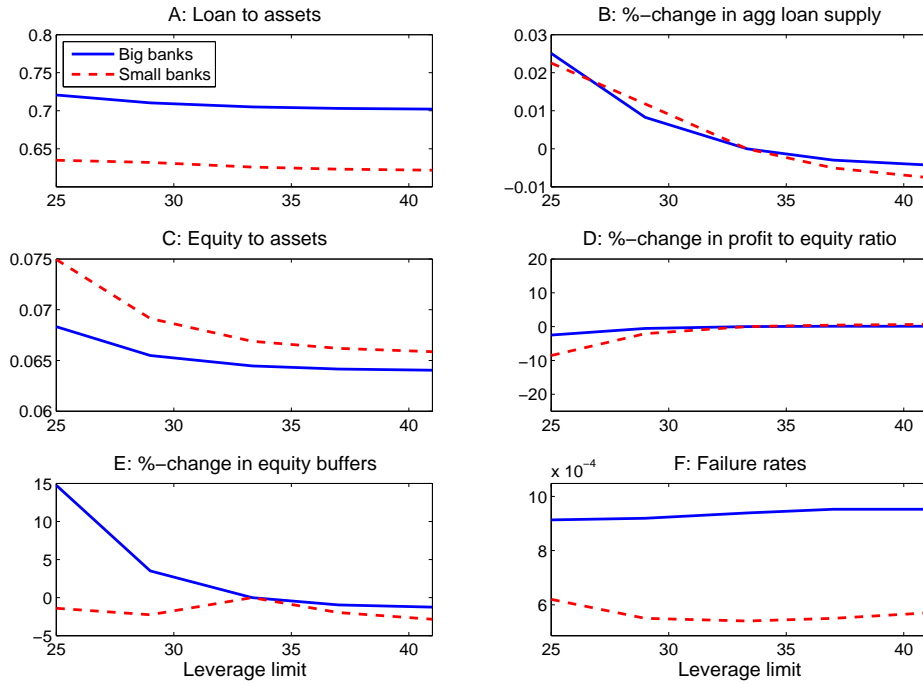 A: Loan to assets
0.8
0.75
0.7
0.65
Big banks
Small banks
25 30 35 40
B: %−change in agg loan supply
0.03
0.02
0.01
0
−0.01
25 30 35 40
C: Equity to assets
0.075
0.07
0.065
0.06
25 30 35 40
D: %−change in profit to equity ratio
20
10
0
−10
−20
25 30 35 40
E: %−change in equity buffers
15
10
5
0
−5
25 30 35 40
Leverage limit
F: Failure rates
x 10⁻⁴
10
8
6
25 30 35 40
Leverage limit